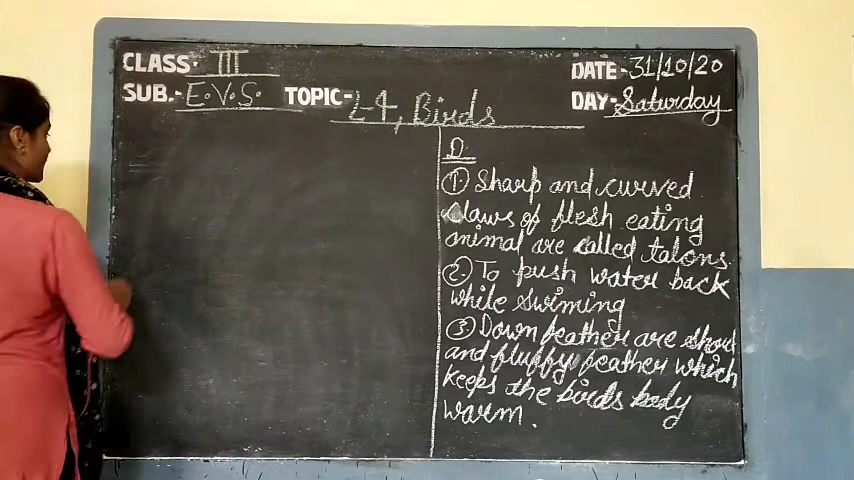 CLASS- III
DATE- 31/10/20
SUB.- E.V.S.
TOPIC- L-4, Birds
DAY- Saturday
D
1. Sharp and curved
claws of flesh eating
animal are called talons.
2. To push water back
while swiming
3. Down feather are short
and fluffy feather which
keeps the birds body
warm.